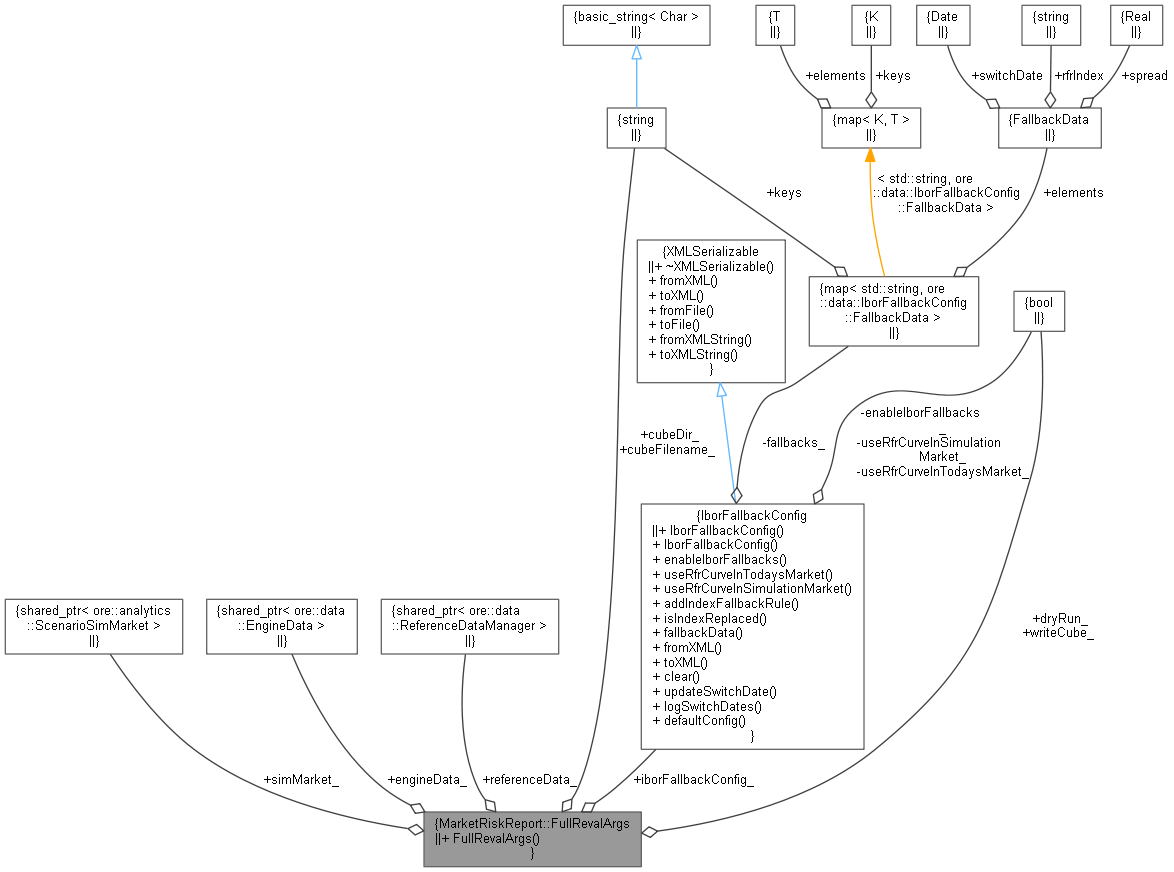 {basic_string< Char >
||}
{T
||}
{K
||}
{Date
||}
{string
||}
{Real
||}
+elements
+keys
+switchDate
+rfrIndex
+spread
{string
||}
{map< K, T >
||}
{FallbackData
||}
+keys
< std::string, ore
::data::IborFallbackConfig
::FallbackData >
+elements
{XMLSerializable
||+ ~XMLSerializable()
+ fromXML()
+ toXML()
+ fromFile()
+ toFile()
+ fromXMLString()
+ toXMLString()
}
{map< std::string, ore
::data::IborFallbackConfig
::FallbackData >
||}
{bool
||}
+cubeDir_
+cubeFilename_
-fallbacks_
-enableIborFallbacks
_
-useRfrCurveInSimulation
Market_
-useRfrCurveInTodaysMarket_
{IborFallbackConfig
||+ IborFallbackConfig()
+ IborFallbackConfig()
+ enableIborFallbacks()
+ useRfrCurveInTodaysMarket()
+ useRfrCurveInSimulationMarket()
+ addIndexFallbackRule()
+ isIndexReplaced()
+ fallbackData()
+ fromXML()
+ toXML()
+ clear()
+ updateSwitchDate()
+ logSwitchDates()
+ defaultConfig()
}
{shared_ptr< ore::analytics
::ScenarioSimMarket >
||}
{shared_ptr< ore::data
::EngineData >
||}
{shared_ptr< ore::data
::ReferenceDataManager >
||}
+dryRun_
+writeCube_
+simMarket_
+engineData_
+referenceData_
+iborFallbackConfig_
{MarketRiskReport::FullRevalArgs
||+ FullRevalArgs()
}